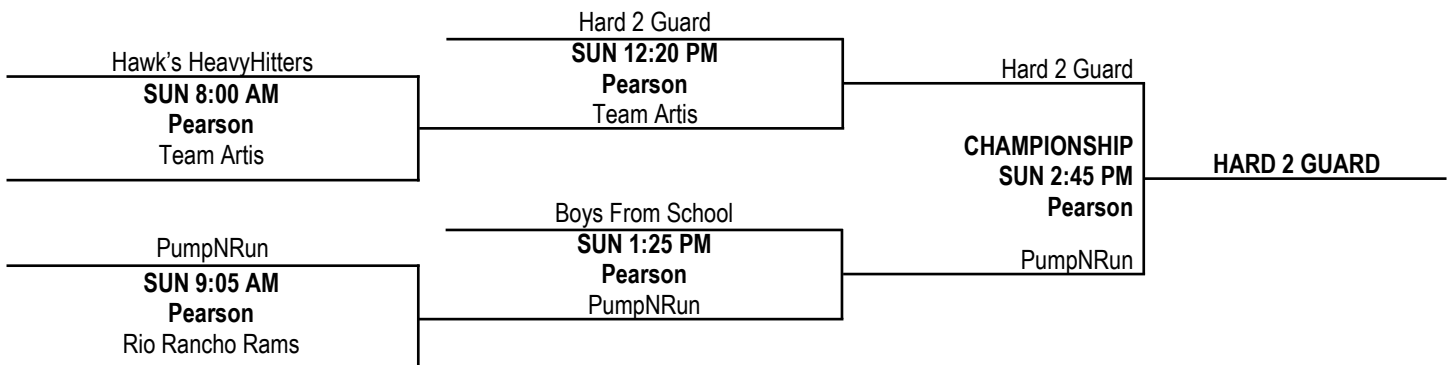 Hawk's HeavyHitters
SUN 8:00 AM
Pearson
Team Artis
PumpNRun
SUN 9:05 AM
Pearson
Rio Rancho Rams
Hard 2 Guard
SUN 12:20 PM
Pearson
Team Artis
Boys From School
SUN 1:25 PM
Pearson
PumpNRun
Hard 2 Guard
CHAMPIONSHIP
SUN 2:45 PM
Pearson
PumpNRun
HARD 2 GUARD